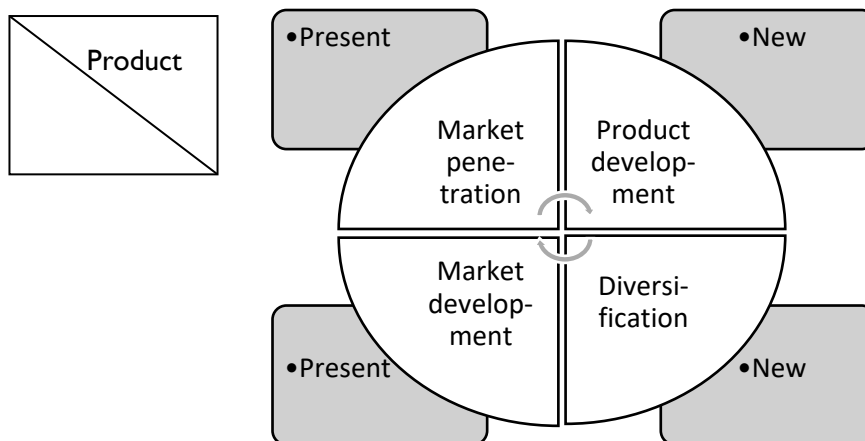 Product
•Present
•New
Market
pene-
tration
Product
develop-
ment
Market
develop-
ment
Diversi-
fication
•Present
•New